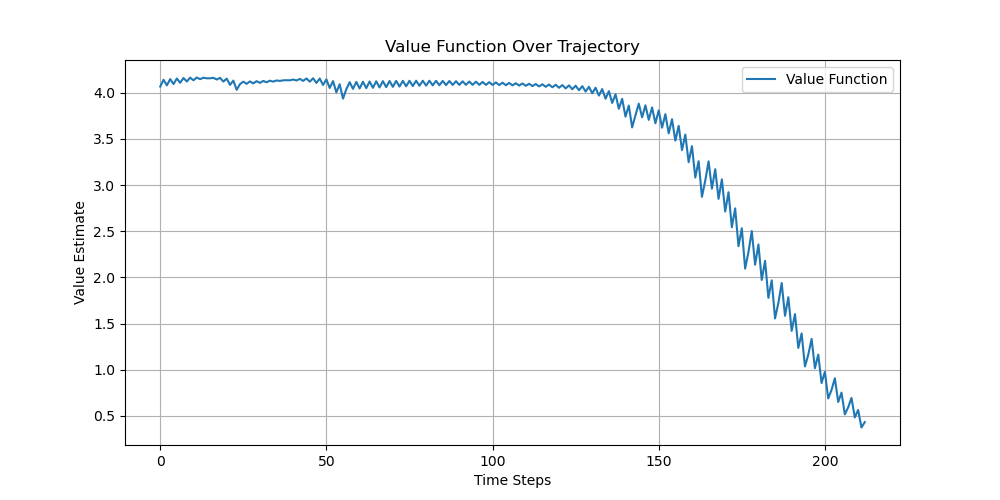 Value Function Over Trajectory
Value Function
4.0
3.5
3.0
2.5
2.0
1.5
1.0
0.5
Value Estimate
0 50 100 150 200
Time Steps